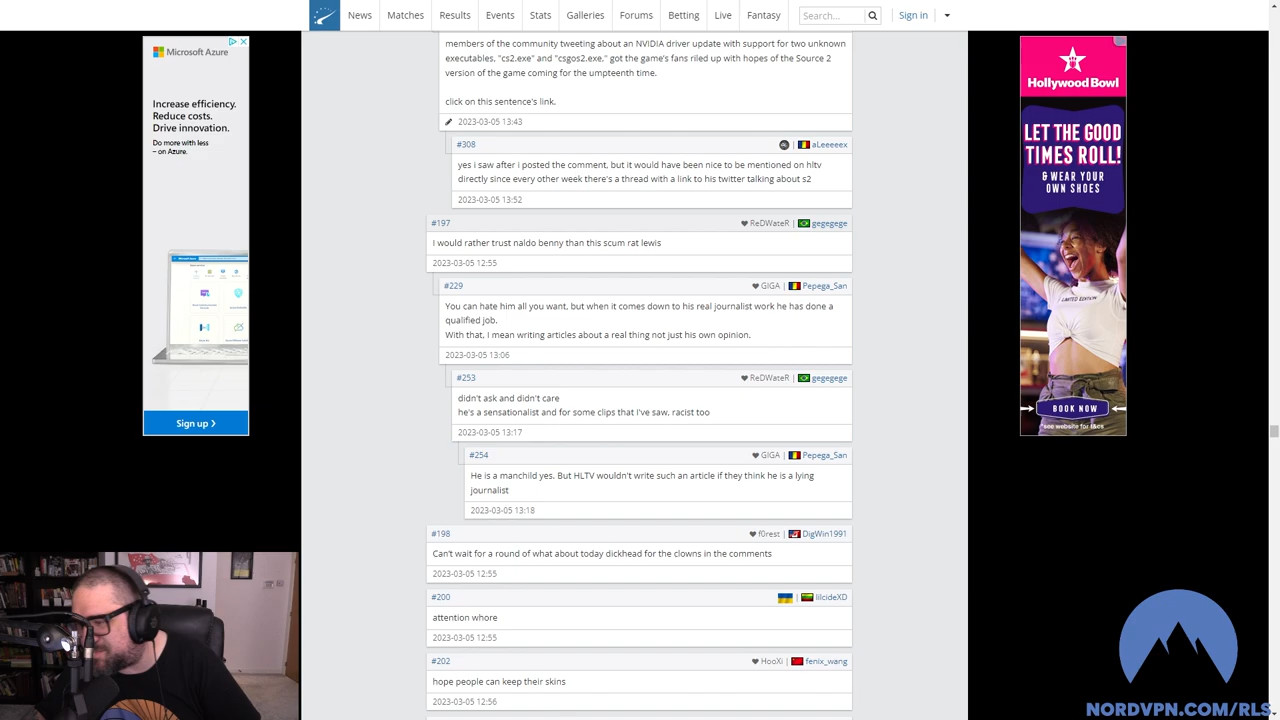 News Matches Results Events Stats Galleries Forums Betting Live Fantasy Search... Sign in
members of the community tweeting about an NVIDIA driver update with support for two unknown
executables, "cs2.exe" and "csgos2.exe," got the game's fans riled up with hopes of the Source 2
version of the game coming for the umpteenth time.
click on this sentence's link.
2023-03-05 13:43
#308 | aLeeeeex
yes i saw after i posted the comment, but it would have been nice to be mentioned on hltv
directly since every other week there's a thread with a link to his twitter talking about s2
2023-03-05 13:52
#197 ReDWateR | gegegege
I would rather trust naldo benny than this scum rat lewis
2023-03-05 12:55
#229 GIGA | Pepega_San
You can hate him all you want, but when it comes down to his real journalist work he has done a
qualified job.
With that, I mean writing articles about a real thing not just his own opinion.
2023-03-05 13:06
#253 ReDWateR | gegegege
didn't ask and didn't care
he's a sensationalist and for some clips that I've saw, racist too
2023-03-05 13:17
#254 GIGA | Pepega_San
He is a manchild yes. But HLTV wouldn't write such an article if they think he is a lying
journalist
2023-03-05 13:18
#198 f0rest | DigWin1991
Can't wait for a round of what about today dickhead for the clowns in the comments
2023-03-05 12:55
#200 | lilcideXD
attention whore
2023-03-05 12:55
#202 HooXi | fenix_wang
hope people can keep their skins
2023-03-05 12:56
Microsoft Azure
Increase efficiency.
Reduce costs.
Drive innovation.
Do more with less
– on Azure.
Sign up
Hollywood Bowl
LET THE GOOD
TIMES ROLL!
& WEAR YOUR
OWN SHOES
LIMITED EDITION
BOOK NOW
*see website for Ts&Cs
NORDVPN.COM/RLS